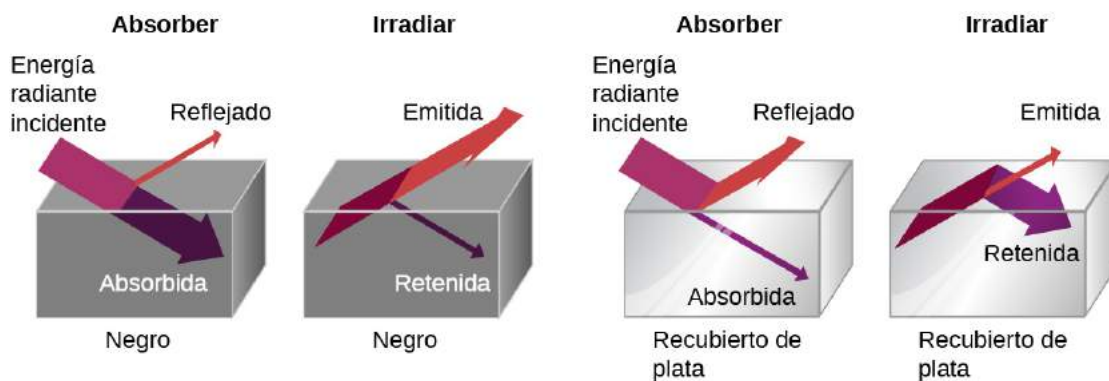 Absorber
Irradiar
Absorber
Irradiar
Energía
radiante
incidente
Reflejado
Emitida
Energía
radiante
incidente
Reflejado
Emitida
Absorbida
Retenida
Absorbida
Retenida
Negro
Negro
Recubierto de
plata
Recubierto de
plata